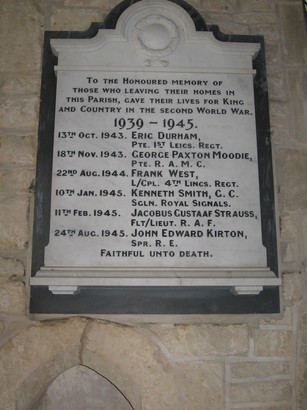 To the Honoured memory of
those who leaving their homes in
this Parish, gave their lives for King
and Country in the Second World War.
1939 – 1945.
13th Oct. 1943. Eric Durham,
Pte. 1st Leics. Regt.
18th Nov. 1943. George Paxton Moodie,
Pte. R. A. M. C.
22nd Aug. 1944. Frank West,
L/Cpl. 4th Lincs. Regt.
10th Jan. 1945. Kenneth Smith, G. C.
Sgln. Royal Signals.
11th Feb. 1945. Jacobus Gustaaf Strauss,
Flt/Lieut. R. A. F.
24th Aug. 1945. John Edward Kirton,
Spr. R. E.
Faithful unto death.